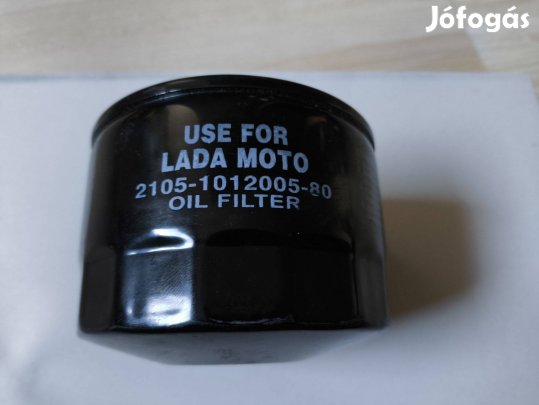 Jófogás
USE FOR
LADA MOTO
2105-1012005-80
OIL FILTER